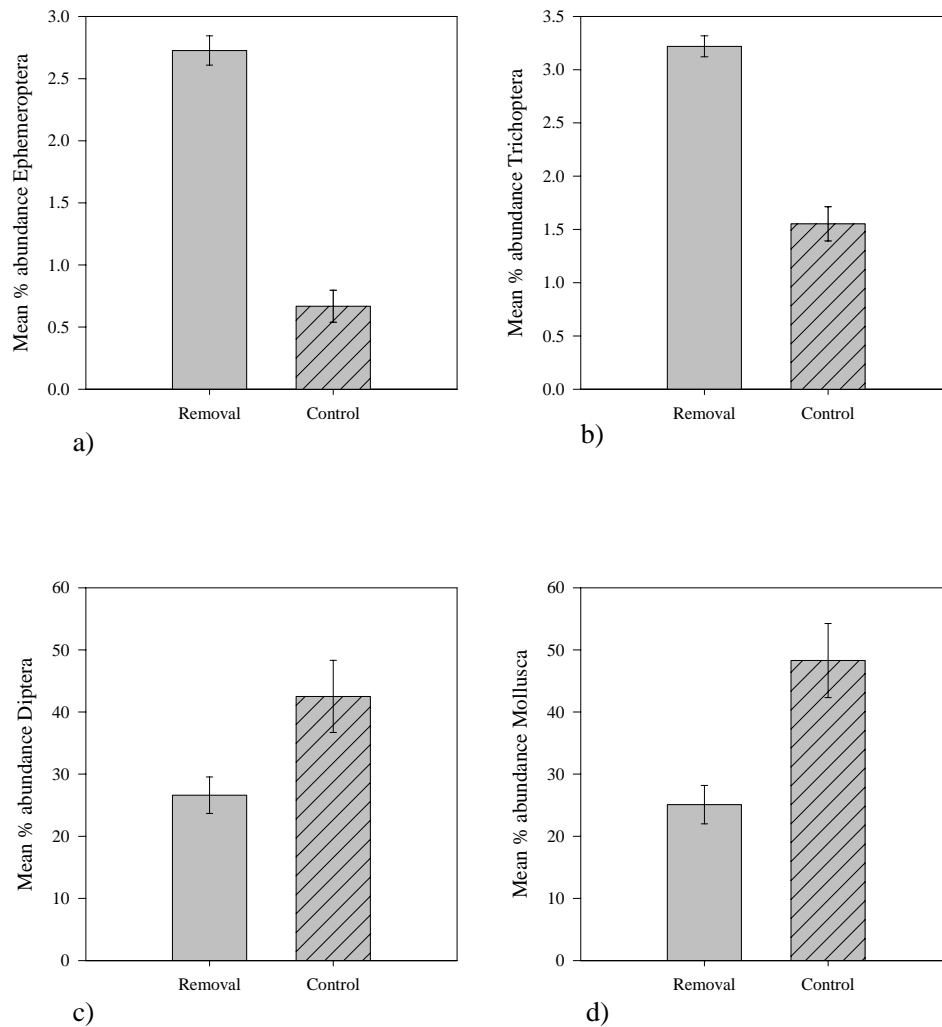 Mean % abundance Ephemeroptera
3.0
2.5
2.0
1.5
1.0
0.5
0.0
Removal Control
a)
Mean % abundance Trichoptera
3.5
3.0
2.5
2.0
1.5
1.0
0.5
0.0
Removal Control
b)
Mean % abundance Diptera
60
50
40
30
20
10
0
Removal Control
c)
Mean % abundance Mollusca
60
50
40
30
20
10
0
Removal Control
d)